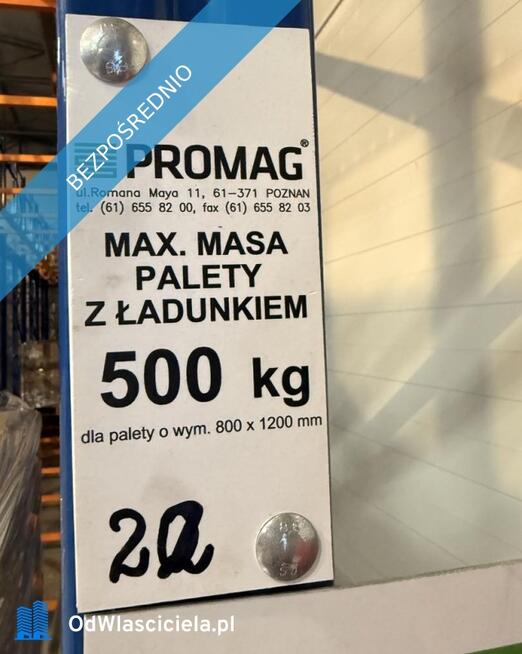 BEZPOŚREDNIO
PROMAG®
ul.Romana Maya 11, 61-371 POZNAN
tel. (61) 655 82 00, fax (61) 655 82 03
MAX. MASA
PALETY
Z ŁADUNKIEM
500 kg
dla palety o wym. 800 x 1200 mm
2a
OdWlasciciela.pl